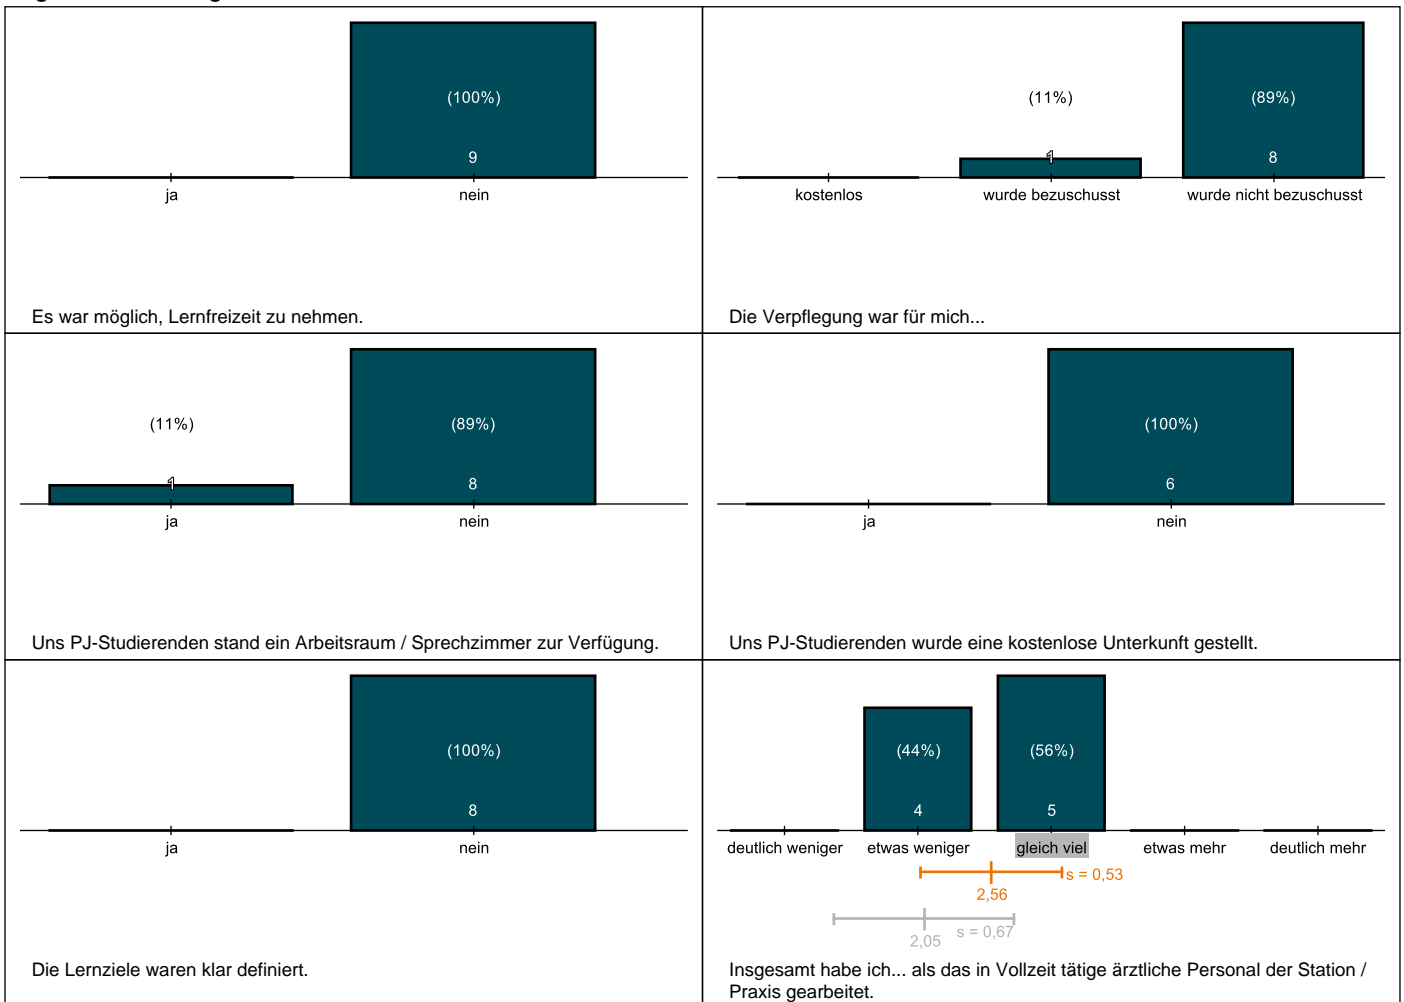 (100%)
9
ja
nein
Es war möglich, Lernfreizeit zu nehmen.
(11%)
(89%)
1
8
kostenlos
wurde bezuschusst
wurde nicht bezuschusst
Die Verpflegung war für mich...
(11%)
(89%)
1
8
ja
nein
Uns PJ-Studierenden stand ein Arbeitsraum / Sprechzimmer zur Verfügung.
(100%)
6
ja
nein
Uns PJ-Studierenden wurde eine kostenlose Unterkunft gestellt.
(100%)
8
ja
nein
Die Lernziele waren klar definiert.
(44%)
(56%)
4
5
deutlich weniger
etwas weniger
gleich viel
etwas mehr
deutlich mehr
s = 0,53
2,56
s = 0,67
2,05
Insgesamt habe ich... als das in Vollzeit tätige ärztliche Personal der Station /
Praxis gearbeitet.